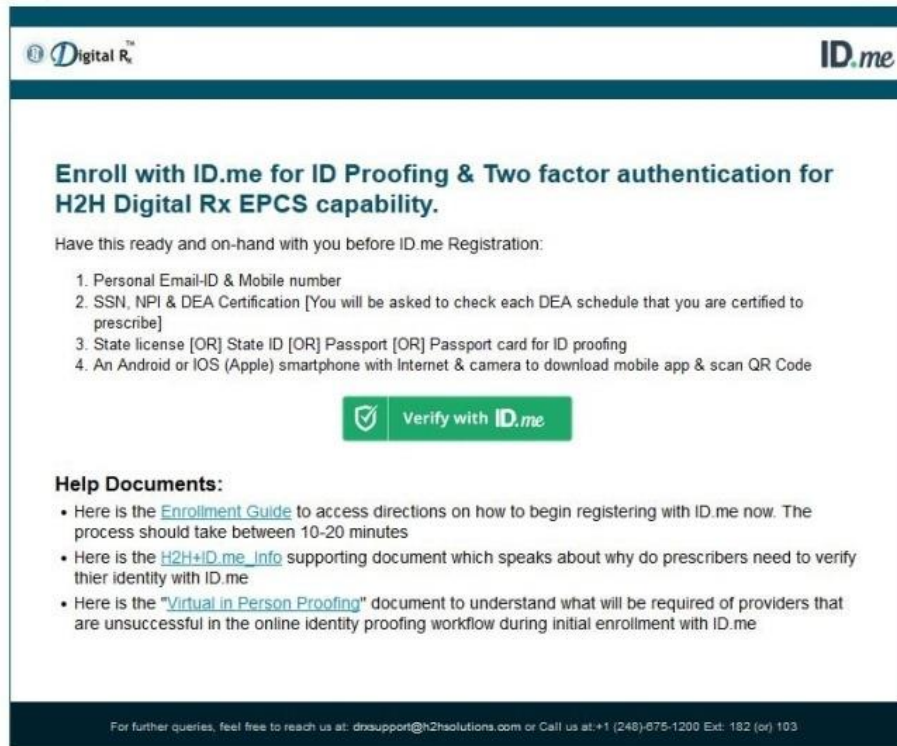 Digital Rx™
ID.me
Enroll with ID.me for ID Proofing & Two factor authentication for
H2H Digital Rx EPCS capability.
Have this ready and on-hand with you before ID.me Registration:
1. Personal Email-ID & Mobile number
2. SSN, NPI & DEA Certification [You will be asked to check each DEA schedule that you are certified to
prescribe]
3. State license [OR] State ID [OR] Passport [OR] Passport card for ID proofing
4. An Android or IOS (Apple) smartphone with Internet & camera to download mobile app & scan QR Code
Verify with ID.me
Help Documents:
• Here is the Enrollment Guide to access directions on how to begin registering with ID.me now. The
process should take between 10-20 minutes
• Here is the H2H+ID.me_Info supporting document which speaks about why do prescribers need to verify
thier identity with ID.me
• Here is the "Virtual in Person Proofing" document to understand what will be required of providers that
are unsuccessful in the online identity proofing workflow during initial enrollment with ID.me
For further queries, feel free to reach us at: drxsupport@h2hsolutions.com or Call us at:+1 (248)-675-1200 Ext: 182 (or) 103